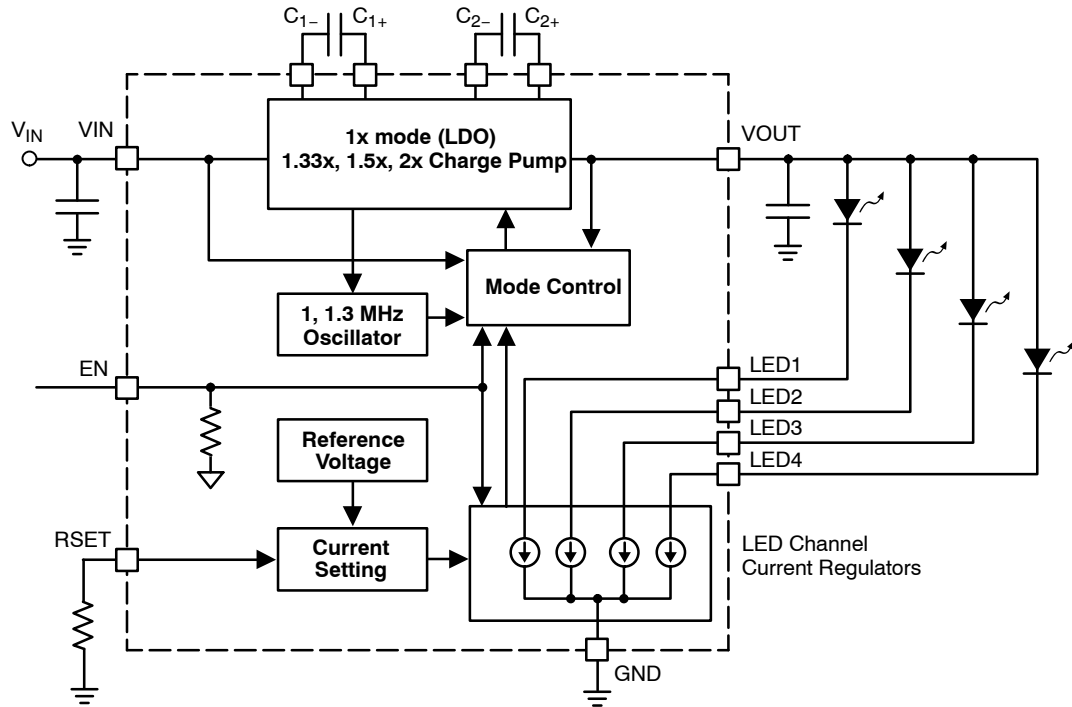 C1− C1+ C2− C2+
VIN VIN
1x mode (LDO)
1.33x, 1.5x, 2x Charge Pump
VOUT
Mode Control
1, 1.3 MHz
Oscillator
EN
LED1
LED2
LED3
LED4
Reference
Voltage
RSET
Current
Setting
LED Channel
Current Regulators
GND